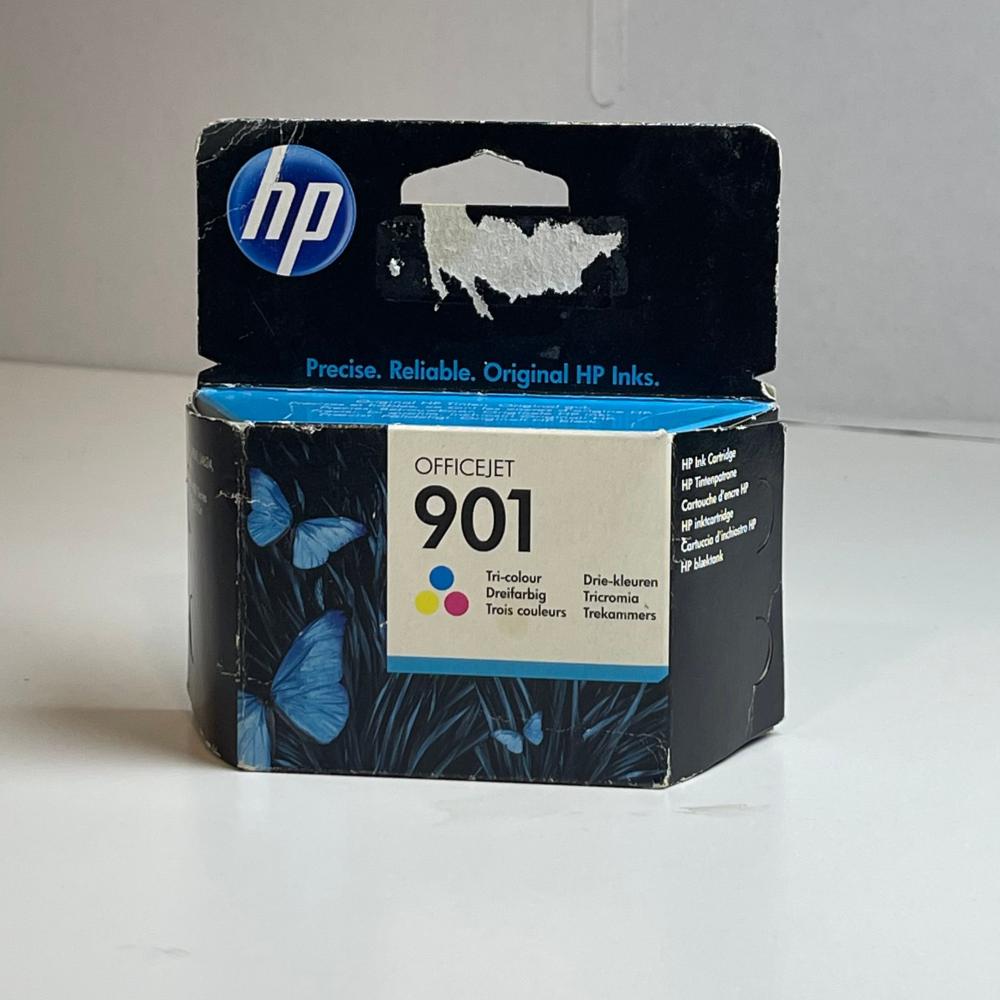 hp
Precise. Reliable. Original HP Inks.
OFFICEJET
901
Tri-colour
Dreifarbig
Trois couleurs
Drie-kleuren
Tricromia
Trekammers
HP Ink Cartridge
HP Tintenpatrone
Cartouche d'encre HP
HP inktcartridge
Cartuccia d'inchiostro HP
HP blæktank